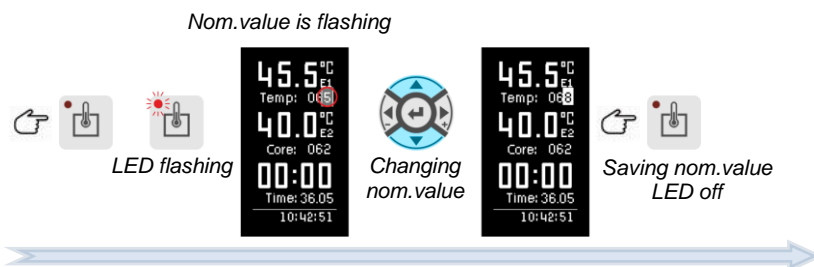 Nom.value is flashing
45.5°C
E1
Temp: 065
40.0°C
E2
Core: 062
00:00
Time: 36.05
10:42:51
LED flashing
- +
Changing
nom.value
45.5°C
E1
Temp: 068
40.0°C
E2
Core: 062
00:00
Time: 36.05
10:42:51
Saving nom.value
LED off